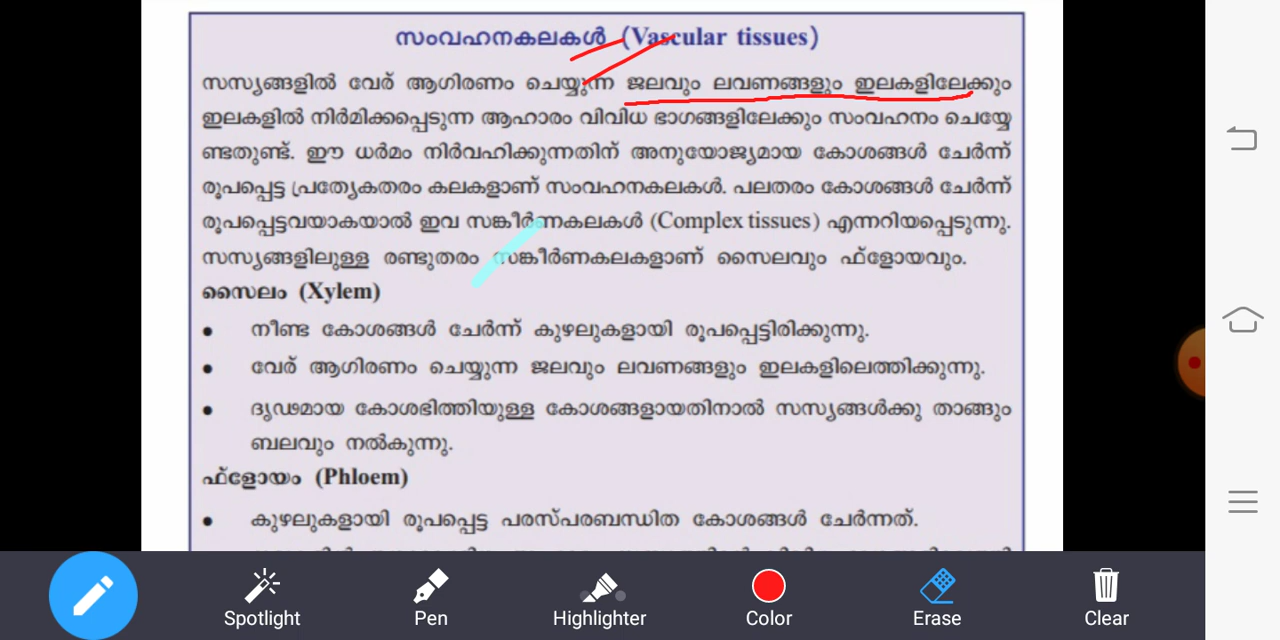 സംവഹനകലകൾ (Vascular tissues)
സസ്യങ്ങളിൽ വേര് ആഗിരണം ചെയ്യുന്ന ജലവും ലവണങ്ങളും ഇലകളിലേക്കും
ഇലകളിൽ നിർമിക്കപ്പെടുന്ന ആഹാരം വിവിധ ഭാഗങ്ങളിലേക്കും സംവഹനം ചെയ്യേ
ണ്ടതുണ്ട്. ഈ ധർമം നിർവഹിക്കുന്നതിന് അനുയോജ്യമായ കോശങ്ങൾ ചേർന്ന്
രൂപപ്പെട്ട പ്രത്യേകതരം കലകളാണ് സംവഹനകലകൾ. പലതരം കോശങ്ങൾ ചേർന്ന്
രൂപപ്പെട്ടവയാകയാൽ ഇവ സങ്കീർണകലകൾ (Complex tissues) എന്നറിയപ്പെടുന്നു.
സസ്യങ്ങളിലുള്ള രണ്ടുതരം സങ്കീർണകലകളാണ് സൈലവും ഫ്ളോയവും.
സൈലം (Xylem)
• നീണ്ട കോശങ്ങൾ ചേർന്ന് കുഴലുകളായി രൂപപ്പെട്ടിരിക്കുന്നു.
• വേര് ആഗിരണം ചെയ്യുന്ന ജലവും ലവണങ്ങളും ഇലകളിലെത്തിക്കുന്നു.
• ദൃഢമായ കോശഭിത്തിയുള്ള കോശങ്ങളായതിനാൽ സസ്യങ്ങൾക്കു താങ്ങും
ബലവും നൽകുന്നു.
ഫ്ളോയം (Phloem)
• കുഴലുകളായി രൂപപ്പെട്ട പരസ്പരബന്ധിത കോശങ്ങൾ ചേർന്നത്.
Spotlight Pen Highlighter Color Erase Clear